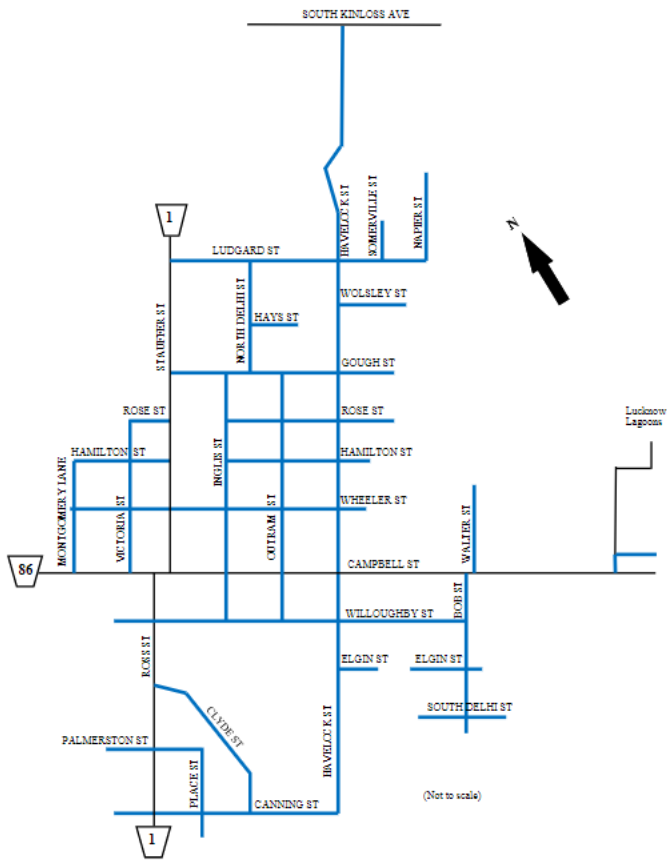 SOUTH KINLOSS AVE
HAVELOCK ST
SOMERVILLE ST
NAPIER ST
1
N
LUDGARD ST
NORTH DELHI ST
WOLSLEY ST
HAYS ST
STAUFFER ST
GOUGH ST
ROSE ST
ROSE ST
Lucknow
Lagoons
HAMILTON ST
INGLIS ST
HAMILTON ST
MONTGOMERY LANE
VICTORIA ST
OUTRAM ST
WHEELER ST
WALTER ST
86
CAMPBELL ST
BOB ST
WILLOUGHBY ST
ROSS ST
ELGIN ST
ELGIN ST
CLYDE ST
SOUTH DELHI ST
PALMERSTON ST
HAVELOCK ST
PLACE ST
(Not to scale)
CANNING ST
1